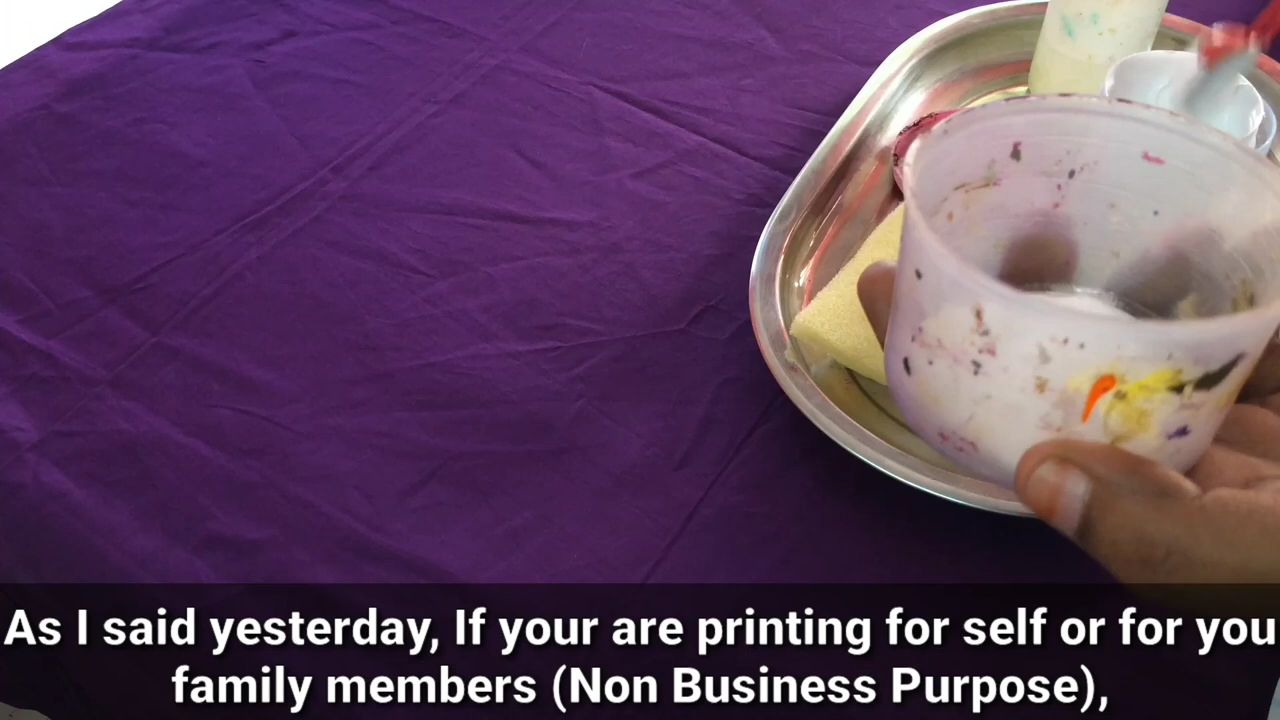 As I said yesterday, If your are printing for self or for you
family members (Non Business Purpose),